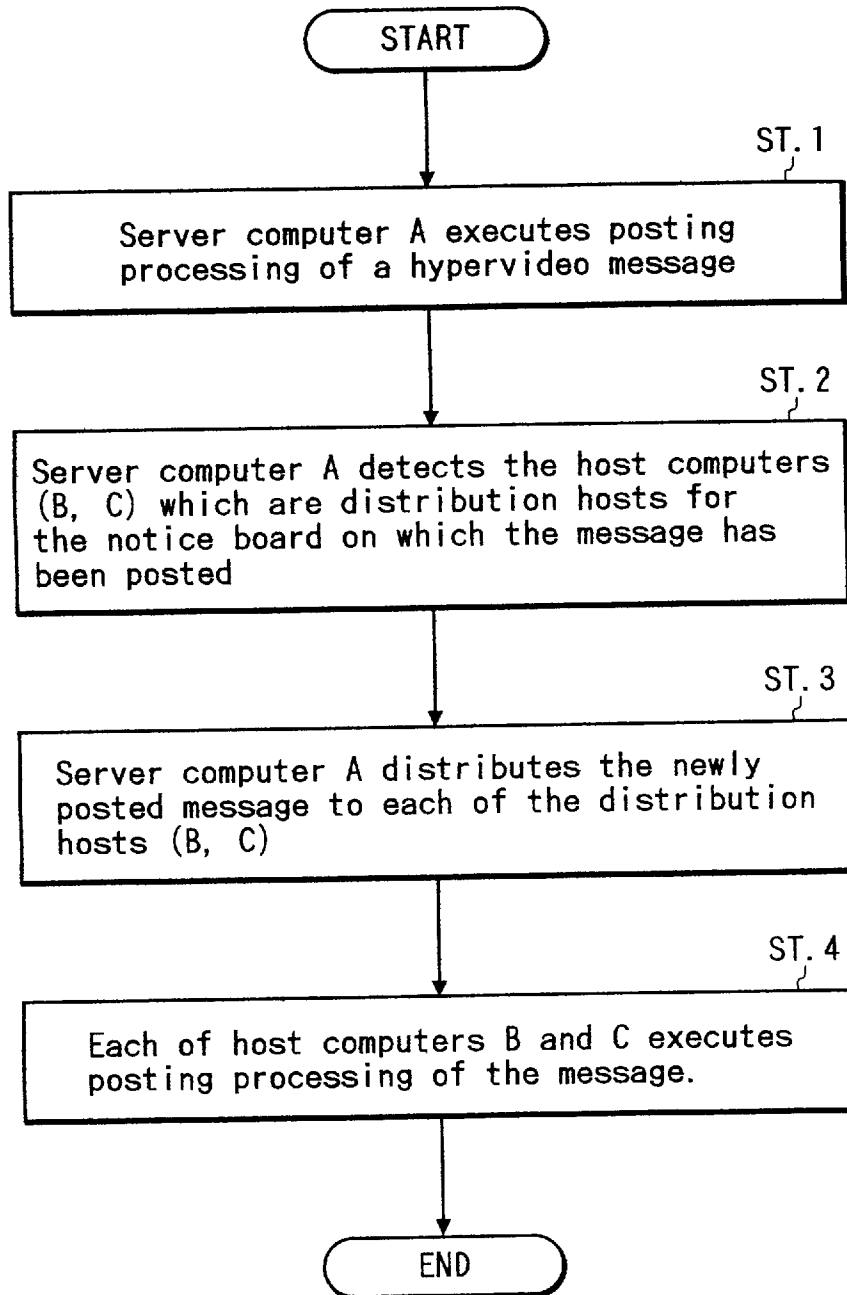 START
ST. 1
Server computer A executes posting
processing of a hypervideo message
ST. 2
Server computer A detects the host computers
(B, C) which are distribution hosts for
the notice board on which the message has
been posted
ST. 3
Server computer A distributes the newly
posted message to each of the distribution
hosts (B, C)
ST. 4
Each of host computers B and C executes
posting processing of the message.
END